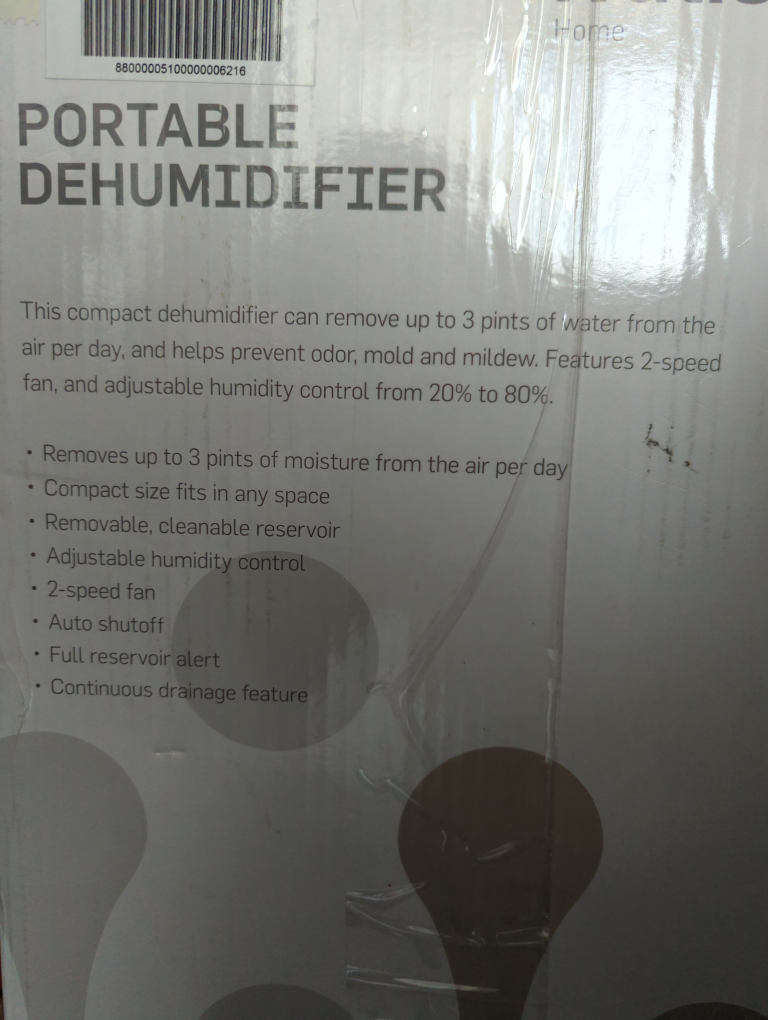 Home
88000005100000006216
PORTABLE
DEHUMIDIFIER
This compact dehumidifier can remove up to 3 pints of water from the
air per day, and helps prevent odor, mold and mildew. Features 2-speed
fan, and adjustable humidity control from 20% to 80%.
• Removes up to 3 pints of moisture from the air per day
• Compact size fits in any space
• Removable, cleanable reservoir
• Adjustable humidity control
• 2-speed fan
• Auto shutoff
• Full reservoir alert
• Continuous drainage feature